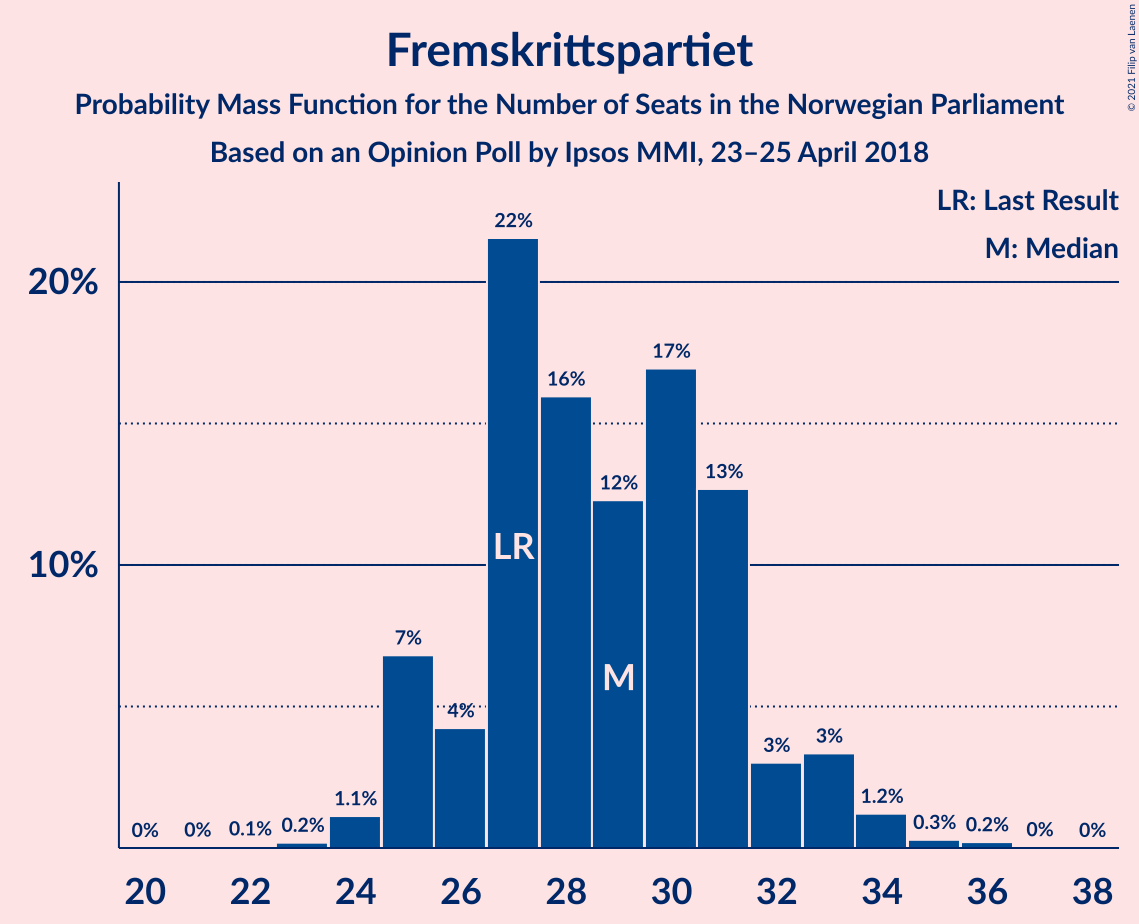 Fremskrittspartiet
Probability Mass Function for the Number of Seats in the Norwegian Parliament
Based on an Opinion Poll by Ipsos MMI, 23–25 April 2018
© 2021 Filip van Laenen
LR: Last Result
M: Median
22%
20%
17%
16%
13%
12%
LR
10%
7%
M
4%
3%
3%
1.1%
1.2%
0%
0%
0.1%
0.2%
0.3%
0.2%
0%
0%
20 22 24 26 28 30 32 34 36 38